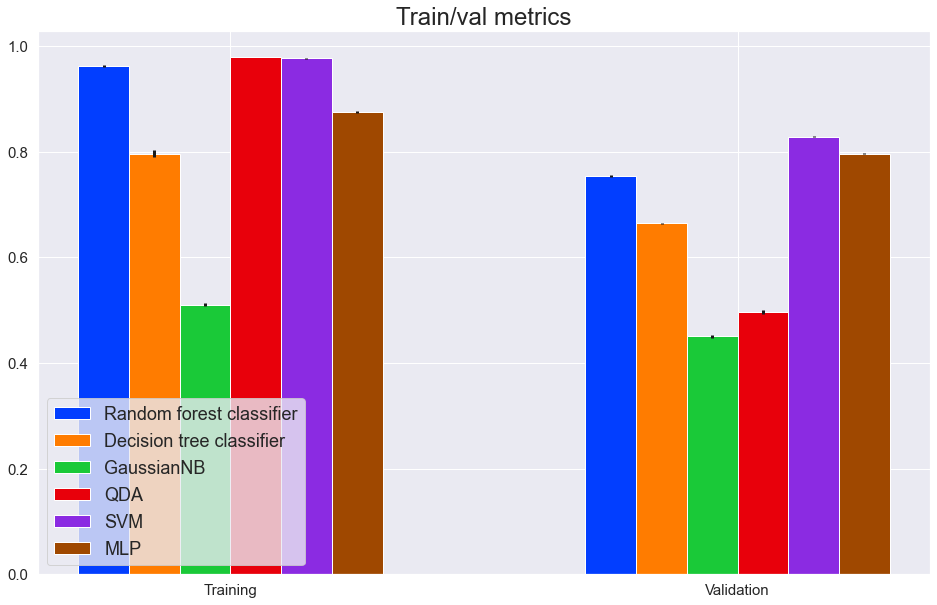 Train/val metrics
1.0
0.8
0.6
0.4
0.2
0.0
Random forest classifier
Decision tree classifier
GaussianNB
QDA
SVM
MLP
Training
Validation